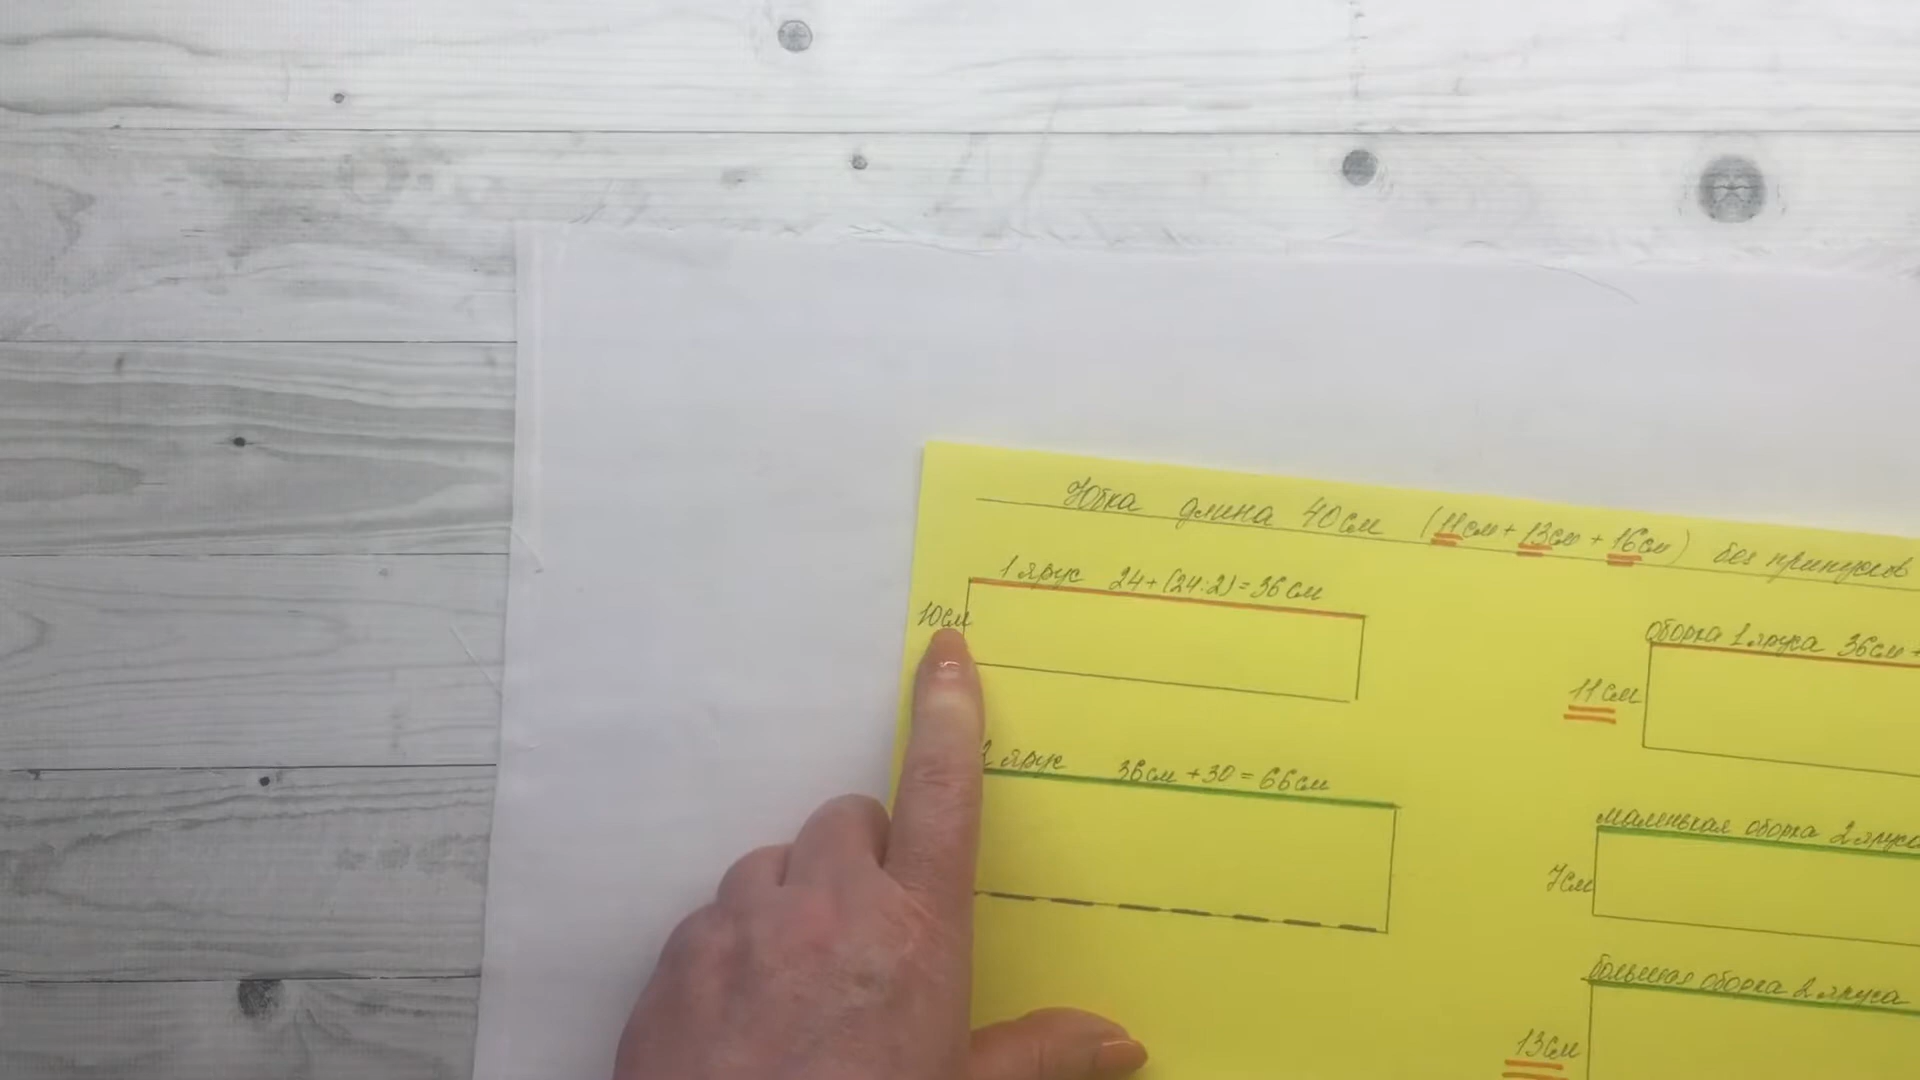 Юбка длина 40см (11см + 13см + 16см) без припусков
1 ярус 24+(24:2)=36см
10см
оборка 1 яруса 36см +
11см
2 ярус 36см +30 = 66см
маленькая оборка 2 яруса
7см
большая оборка 2 яруса
13см